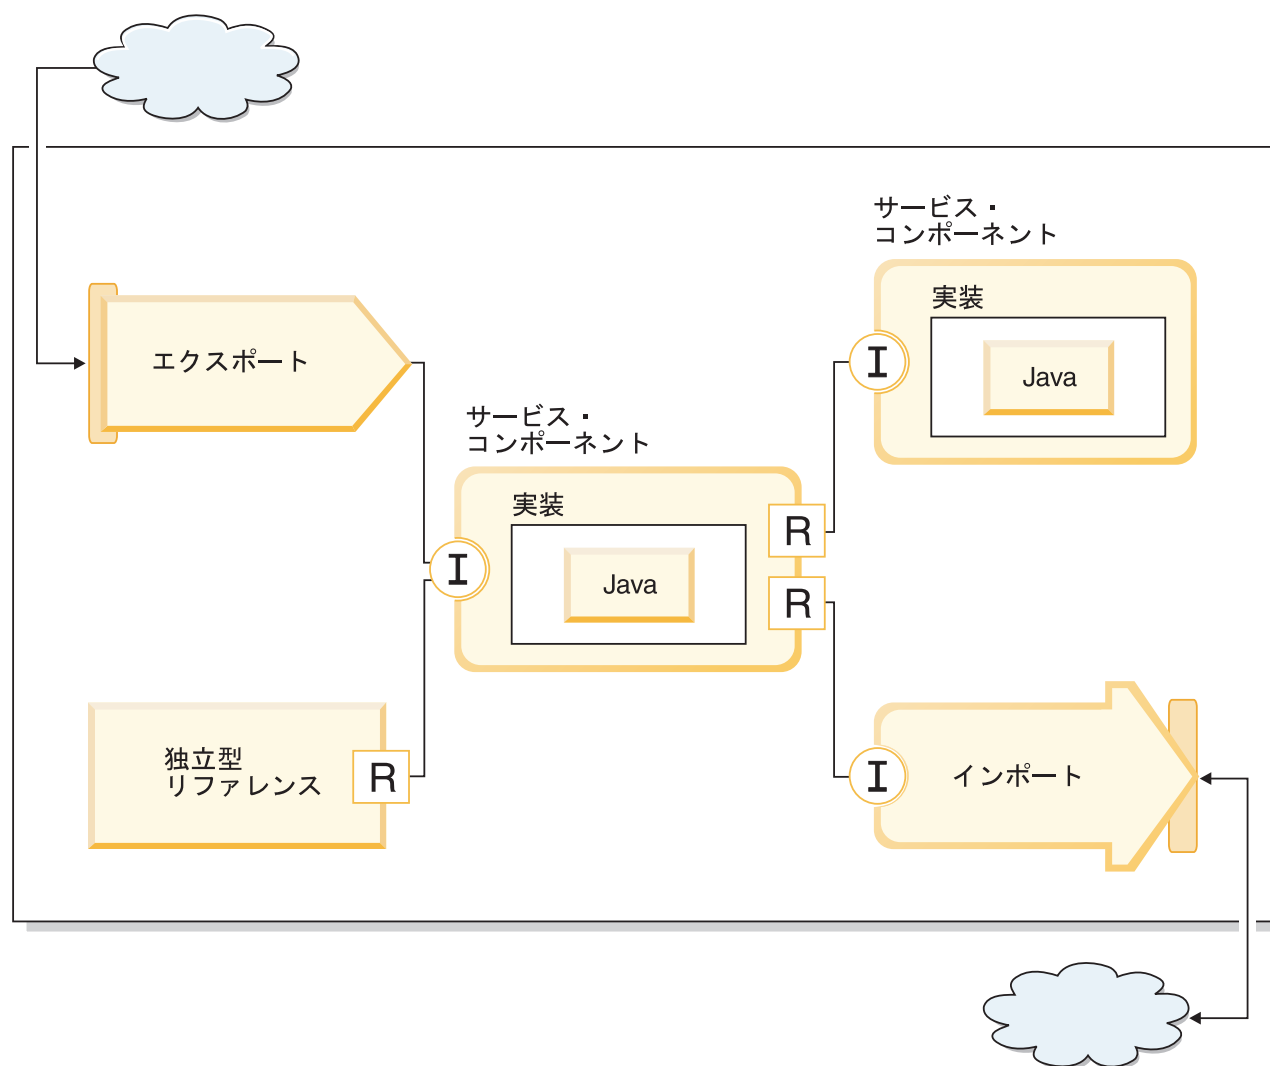 サービス・
コンポーネント
実装
I
Java
エクスポート
サービス・
コンポーネント
実装
I
Java
R
R
独立型
リファレンス
R
I
インポート